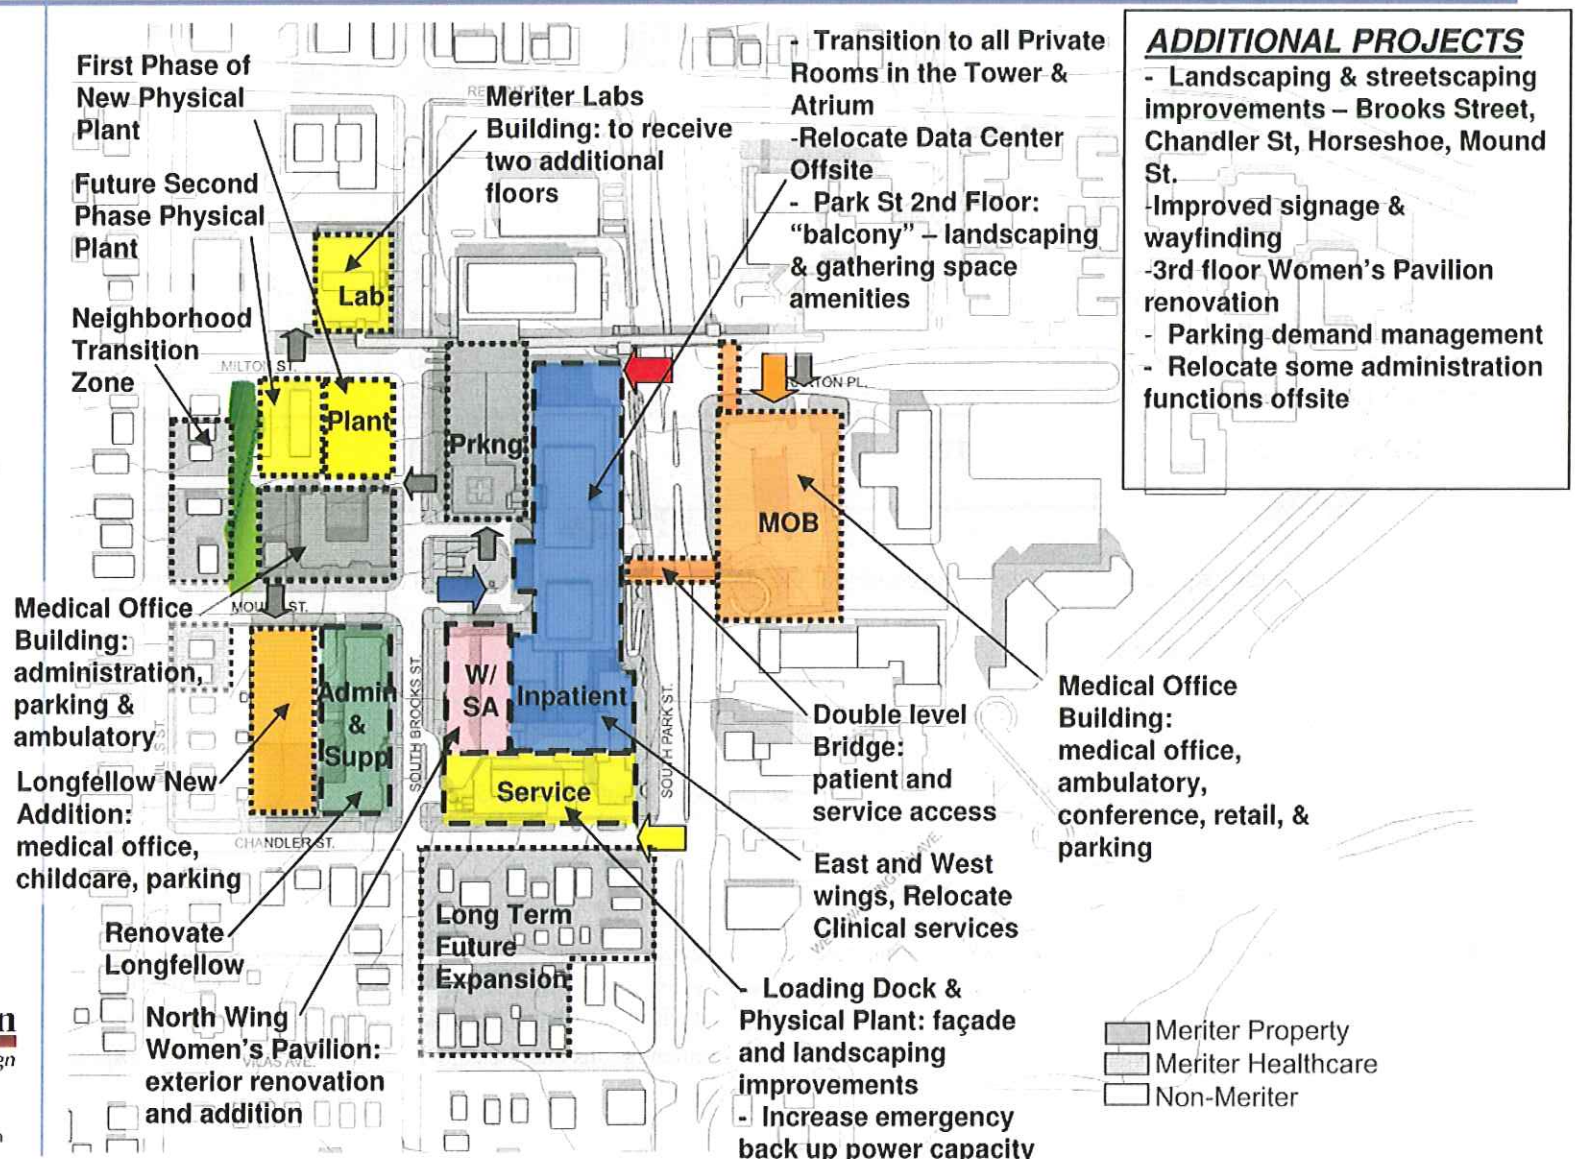 First Phase of
New Physical
Plant
Future Second
Phase Physical
Plant
Neighborhood
Transition
Zone
Meriter Labs
Building: to receive
two additional
floors
- Transition to all Private
Rooms in the Tower &
Atrium
-Relocate Data Center
Offsite
- Park St 2nd Floor:
“balcony” – landscaping
& gathering space
amenities
ADDITIONAL PROJECTS
- Landscaping & streetscaping
improvements – Brooks Street,
Chandler St, Horseshoe, Mound
St.
-Improved signage &
wayfinding
-3rd floor Women's Pavilion
renovation
- Parking demand management
- Relocate some administration
functions offsite
Lab
MILTON ST.
Plant
Prkng
MOB
PL.
ST.
Medical Office
Building:
administration,
parking &
ambulatory
Longfellow New
Addition:
medical office,
childcare, parking
Renovate
Longfellow
North Wing
Women's Pavilion:
exterior renovation
and addition
Admin
&
Supp
SOUTH BROOKS ST.
W/
SA
Inpatient
Service
SOUTH PARK ST.
CHANDLER ST.
VILAS AVE.
Long Term
Future
Expansion
Double level
Bridge:
patient and
service access
East and West
wings, Relocate
Clinical services
- Loading Dock &
Physical Plant: façade
and landscaping
improvements
- Increase emergency
back up power capacity
Medical Office
Building:
medical office,
ambulatory,
conference, retail, &
parking
Meriter Property
Meriter Healthcare
Non-Meriter